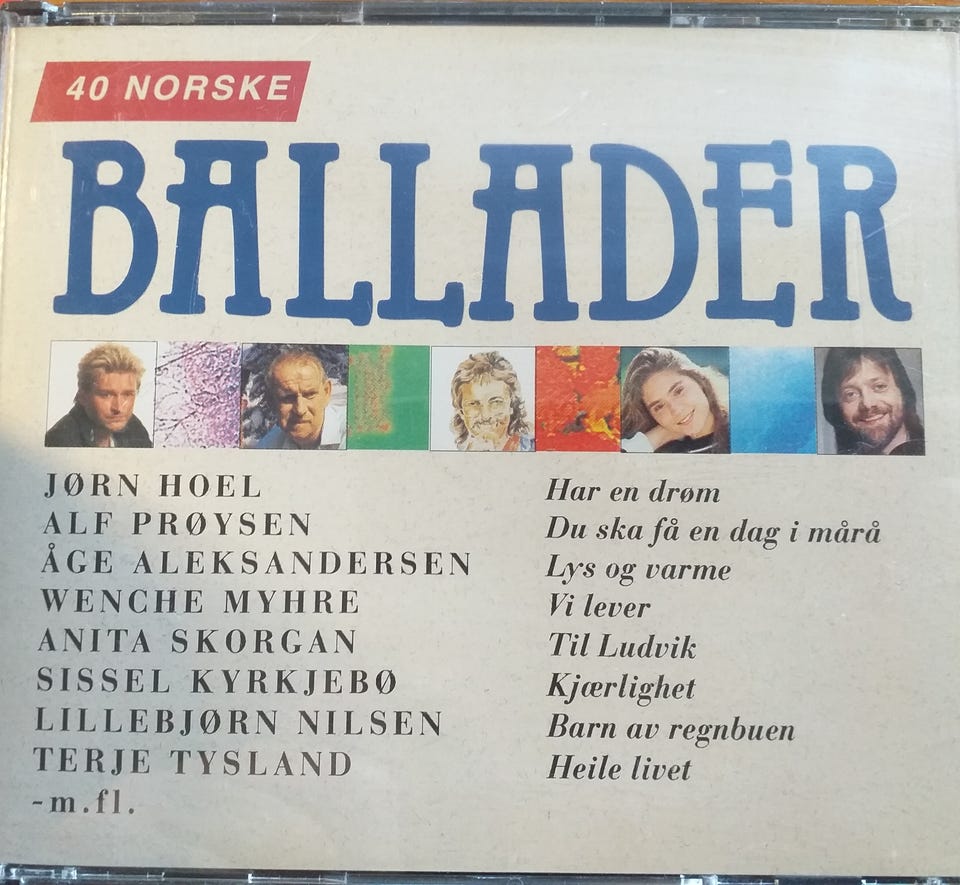 40 NORSKE
BALLADER
JØRN HOEL Har en drøm
ALF PRØYSEN Du ska få en dag i mårå
ÅGE ALEKSANDERSEN Lys og varme
WENCHE MYHRE Vi lever
ANITA SKORGAN Til Ludvik
SISSEL KYRKJEBØ Kjærlighet
LILLEBJØRN NILSEN Barn av regnbuen
TERJE TYSLAND Heile livet
-m.fl.